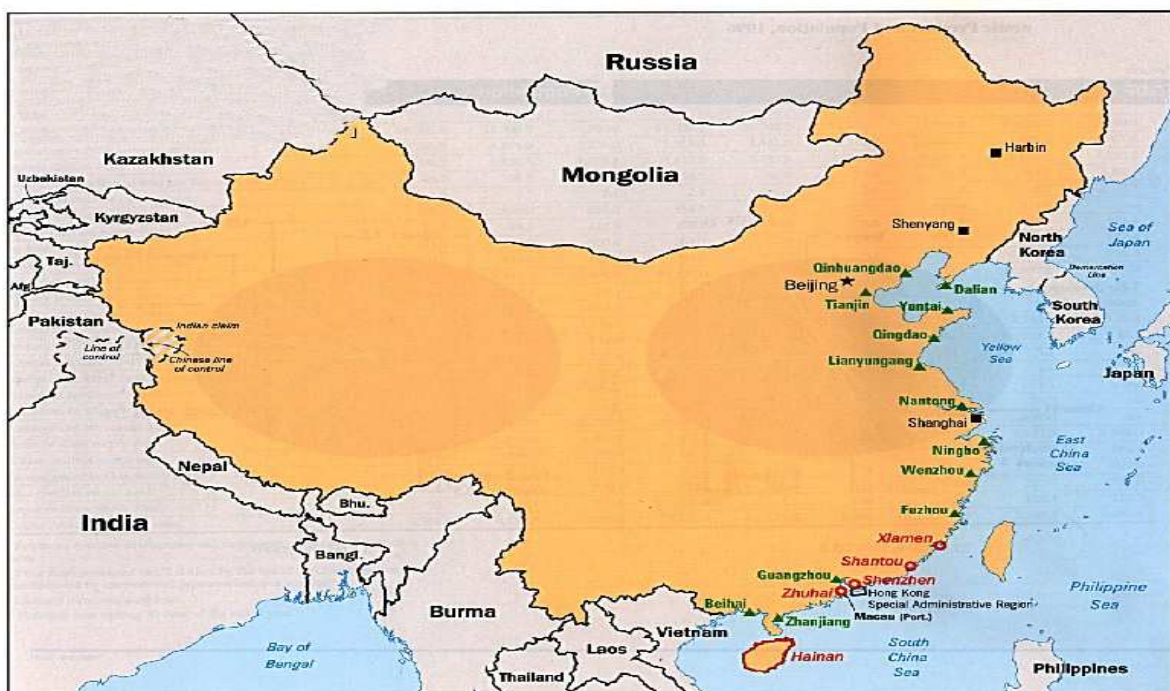 Population, 1996
Russia
Kazakhstan
Mongolia
Harbin
Uzbekistan
Kyrgyzstan
Shenyang
Sea of
Japan
North
Korea
Taj.
Qinhuangdao
Demarcation
Line
Beijing
Afg
Dalian
Tianjin
Yantai
South
Korea
Pakistan
Indian claim
Line of
control
Chinese line
of control
Qingdao
Yellow
Sea
Lianyungang
Japan
Nantong
Shanghai
East
China
Sea
Ningbo
Nepal
Wenzhou
Bhu.
Fuzhou
India
Xiamen
Bangl.
Shantou
Guangzhou
Shenzhen
Zhuhai
Hong Kong
Special Administrative Region
Philippine
Sea
Burma
Beihai
Macau (Port.)
Zhanjiang
Vietnam
Bay of
Bengal
Laos
South
China
Sea
Hainan
Thailand
Philippines